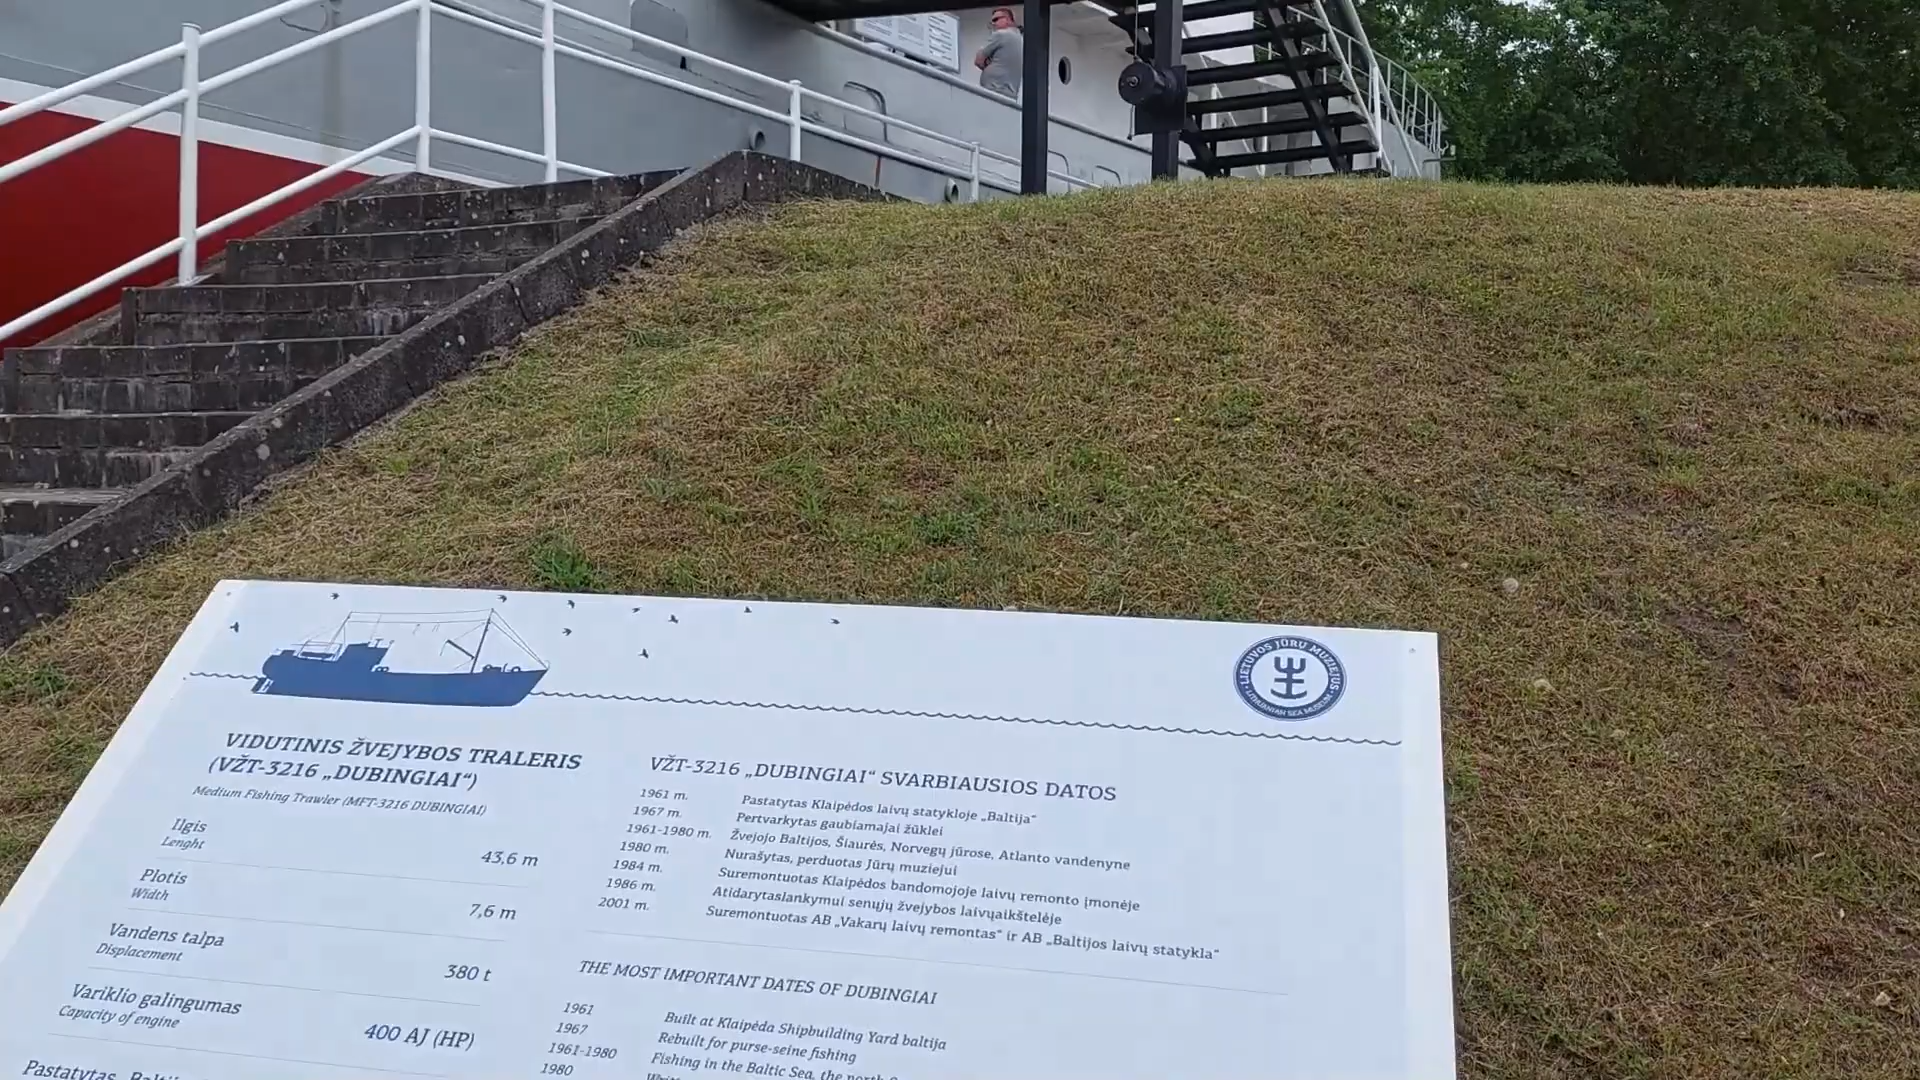 LIETUVOS JŪRŲ MUZIEJUS
LITHUANIAN SEA MUSEUM
VIDUTINIS ŽVEJYBOS TRALERIS
(VŽT-3216 „DUBINGIAI“)
Medium Fishing Trawler (MFT-3216 DUBINGIAI)
Ilgis
Lenght
43,6 m
Plotis
Width
7,6 m
Vandens talpa
Displacement
380 t
Variklio galingumas
Capacity of engine
400 AJ (HP)
Pastatytas
VŽT-3216 „DUBINGIAI“ SVARBIAUSIOS DATOS
1961 m. Pastatytas Klaipėdos laivų statykloje „Baltija“
1967 m. Pertvarkytas gaubiamajai žūklei
1961-1980 m. Žvejojo Baltijos, Šiaurės, Norvegų jūrose, Atlanto vandenyne
1980 m. Nurašytas, perduotas Jūrų muziejui
1984 m. Suremontuotas Klaipėdos bandomojoje laivų remonto įmonėje
1986 m. Atidarytaslankymui senųjų žvejybos laivųaikštelėje
2001 m. Suremontuotas AB „Vakarų laivų remontas“ ir AB „Baltijos laivų statykla“
THE MOST IMPORTANT DATES OF DUBINGIAI
1961 Built at Klaipėda Shipbuilding Yard baltija
1967 Rebuilt for purse-seine fishing
1961-1980 Fishing in the Baltic Sea, the north
1980